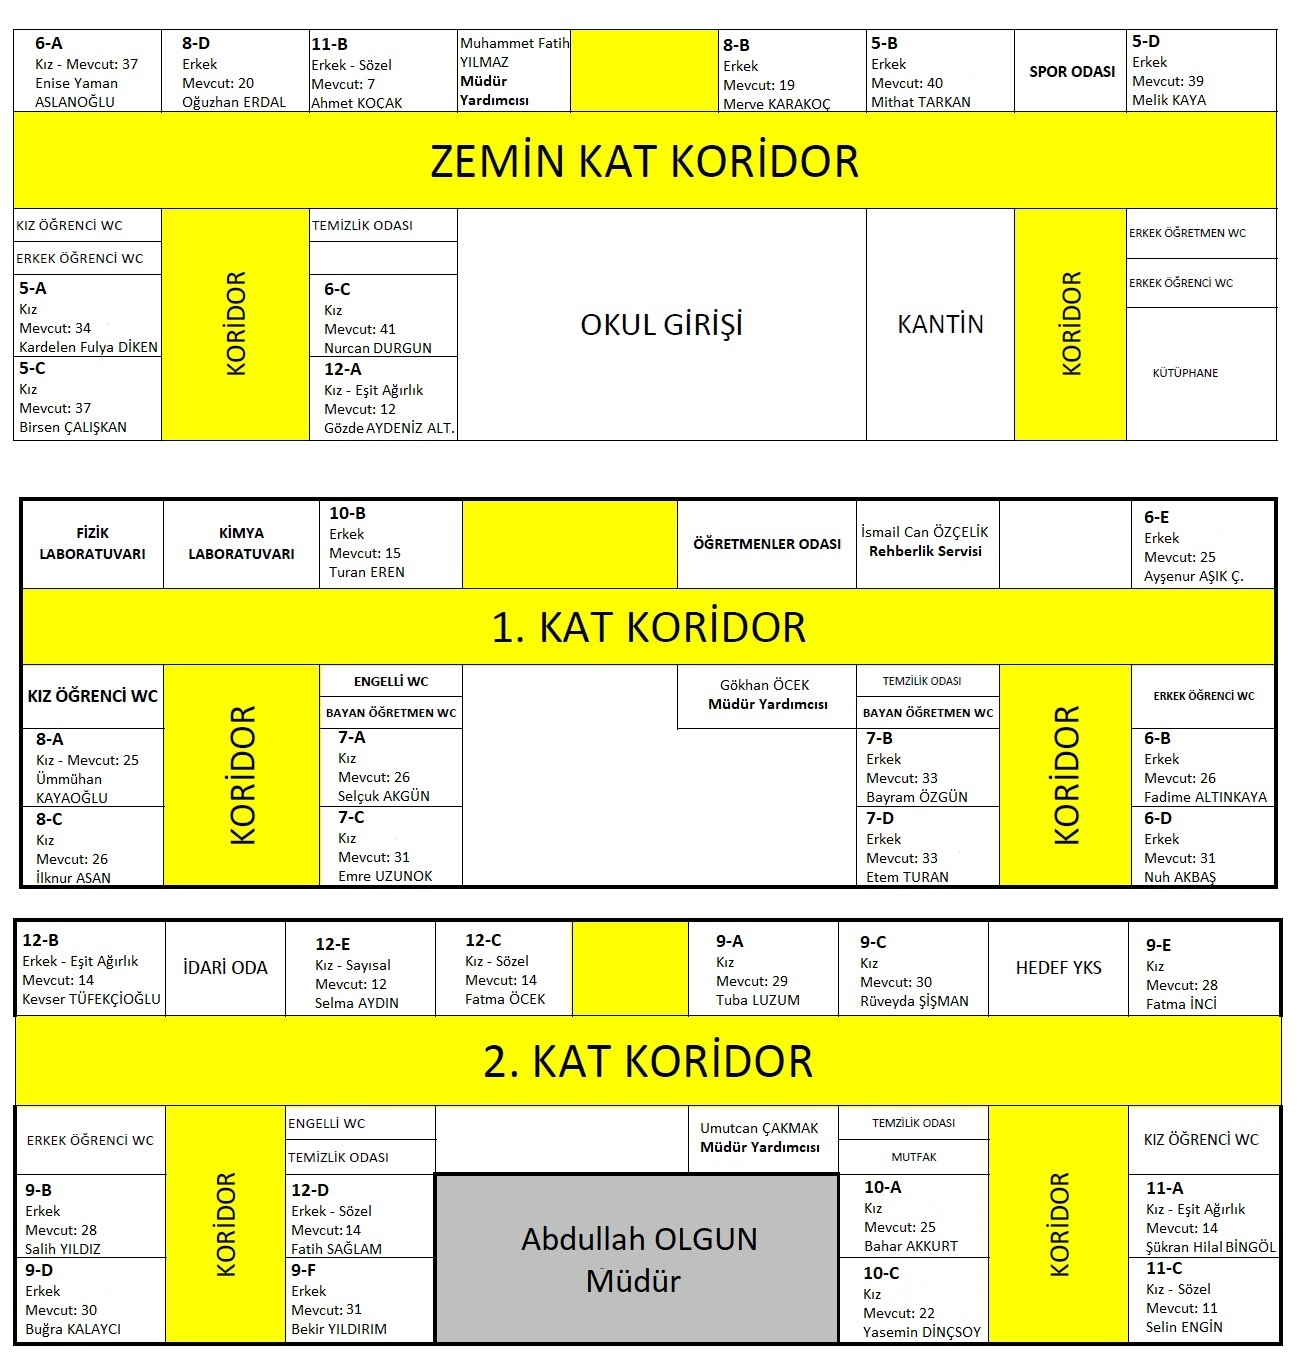 6-A
Kız - Mevcut: 37
Enise Yaman
ASLANOĞLU
8-D
Erkek
Mevcut: 20
Oğuzhan ERDAL
11-B
Erkek - Sözel
Mevcut: 7
Ahmet KOÇAK
Muhammet Fatih
YILMAZ
Müdür
Yardımcısı
8-B
Erkek
Mevcut: 19
Merve KARAKOÇ
5-B
Erkek
Mevcut: 40
Mithat TARKAN
SPOR ODASI
5-D
Erkek
Mevcut: 39
Melik KAYA
ZEMİN KAT KORİDOR
KIZ ÖĞRENCİ WC
ERKEK ÖĞRENCİ WC
5-A
Kız
Mevcut: 34
Kardelen Fulya DİKEN
5-C
Kız
Mevcut: 37
Birsen ÇALIŞKAN
KORİDOR
TEMİZLİK ODASI
6-C
Kız
Mevcut: 41
Nurcan DURGUN
12-A
Kız - Eşit Ağırlık
Mevcut: 12
Gözde AYDENİZ ALT.
OKUL GİRİŞİ
KANTİN
KORİDOR
ERKEK ÖĞRETMEN WC
ERKEK ÖĞRENCİ WC
KÜTÜPHANE
FİZİK
LABORATUVARI
KİMYA
LABORATUVARI
10-B
Erkek
Mevcut: 15
Turan EREN
ÖĞRETMENLER ODASI
İsmail Can ÖZÇELİK
Rehberlik Servisi
6-E
Erkek
Mevcut: 25
Ayşenur AŞIK Ç.
1. KAT KORİDOR
KIZ ÖĞRENCİ WC
8-A
Kız - Mevcut: 25
Ümmühan
KAYAOĞLU
8-C
Kız
Mevcut: 26
İlknur ASAN
KORİDOR
ENGELLİ WC
BAYAN ÖĞRETMEN WC
7-A
Kız
Mevcut: 26
Selçuk AKGÜN
7-C
Kız
Mevcut: 31
Emre UZUNOK
Gökhan ÖCEK
Müdür Yardımcısı
TEMZİLİK ODASI
BAYAN ÖĞRETMEN WC
7-B
Erkek
Mevcut: 33
Bayram ÖZGÜN
7-D
Erkek
Mevcut: 33
Etem TURAN
KORİDOR
ERKEK ÖĞRENCİ WC
6-B
Erkek
Mevcut: 26
Fadime ALTINKAYA
6-D
Erkek
Mevcut: 31
Nuh AKBAŞ
12-B
Erkek - Eşit Ağırlık
Mevcut: 14
Kevser TÜFEKÇİOĞLU
İDARİ ODA
12-E
Kız - Sayısal
Mevcut: 12
Selma AYDIN
12-C
Kız - Sözel
Mevcut: 14
Fatma ÖCEK
9-A
Kız
Mevcut: 29
Tuba LUZUM
9-C
Kız
Mevcut: 30
Rüveyda ŞİŞMAN
HEDEF YKS
9-E
Kız
Mevcut: 28
Fatma İNCİ
2. KAT KORİDOR
ERKEK ÖĞRENCİ WC
9-B
Erkek
Mevcut: 28
Salih YILDIZ
9-D
Erkek
Mevcut: 30
Buğra KALAYCI
KORİDOR
ENGELLİ WC
TEMİZLİK ODASI
12-D
Erkek - Sözel
Mevcut: 14
Fatih SAĞLAM
9-F
Erkek
Mevcut: 31
Bekir YILDIRIM
Umutcan ÇAKMAK
Müdür Yardımcısı
Abdullah OLGUN
Müdür
TEMZİLİK ODASI
MUTFAK
10-A
Kız
Mevcut: 25
Bahar AKKURT
10-C
Kız
Mevcut: 22
Yasemin DİNÇSOY
KORİDOR
KIZ ÖĞRENCİ WC
11-A
Kız - Eşit Ağırlık
Mevcut: 14
Şükran Hilal BİNGÖL
11-C
Kız - Sözel
Mevcut: 11
Selin ENGİN